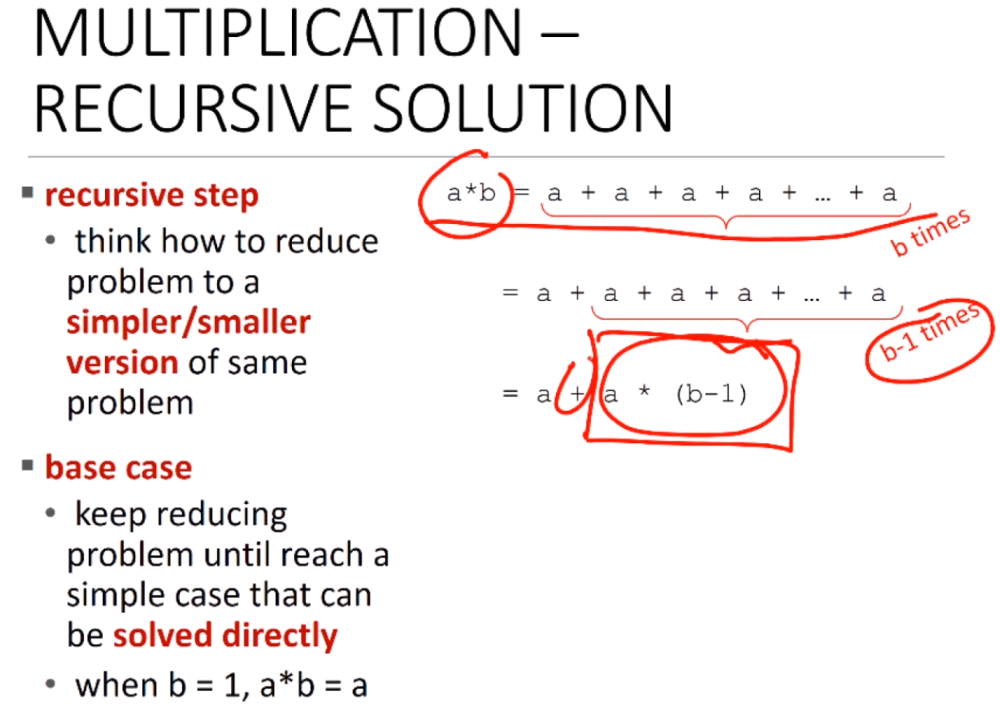 MULTIPLICATION –
RECURSIVE SOLUTION
▪ recursive step
• think how to reduce
problem to a
simpler/smaller
version of same
problem
▪ base case
• keep reducing
problem until reach a
simple case that can
be solved directly
• when b = 1, a*b = a
a*b = a + a + a + a + … + a
b times
= a + a + a + a + … + a
b-1 times
= a + a * (b-1)